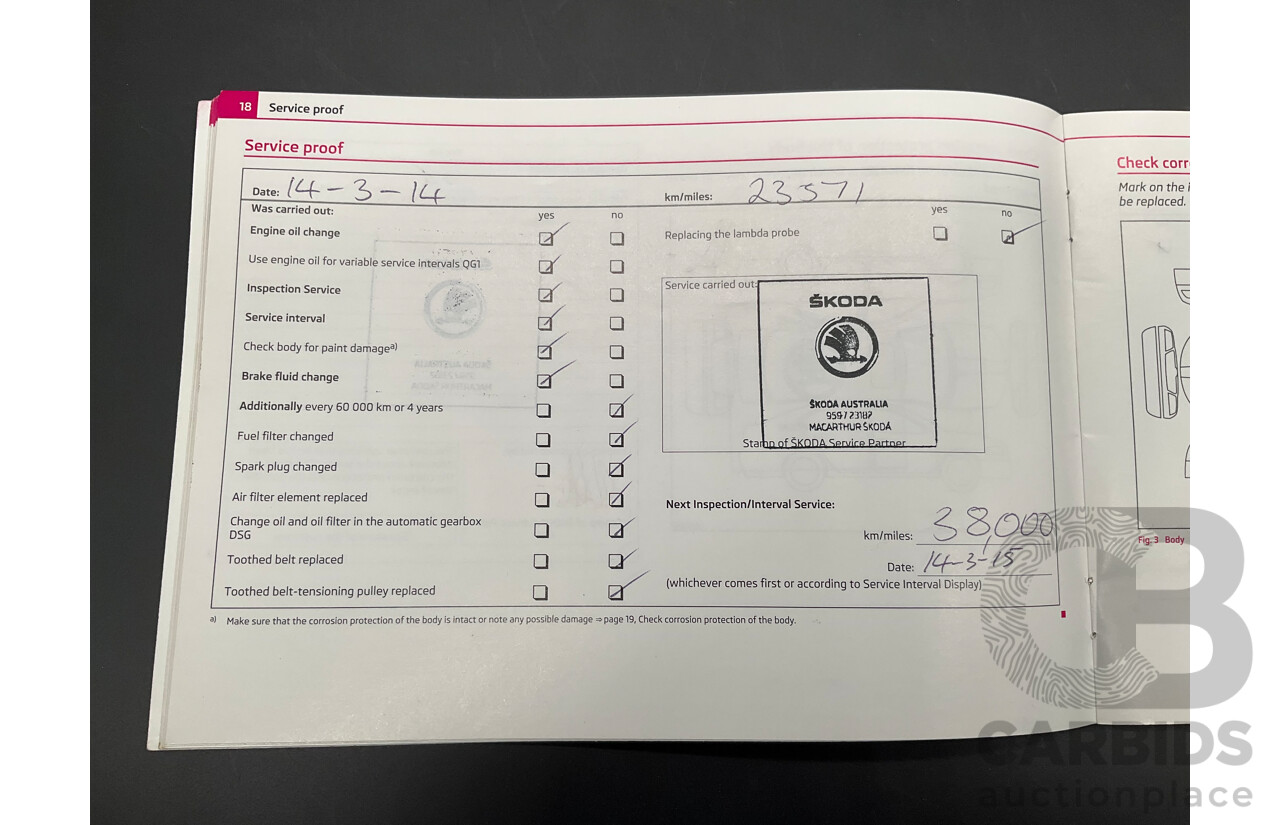 18 Service proof
Service proof
Date: 14-3-14 km/miles: 23571
Was carried out: yes no yes no
Engine oil change Replacing the lambda probe
Use engine oil for variable service intervals QG1
Inspection Service Service carried out:
ŠKODA
Service interval
Check body for paint damage a)
Brake fluid change
Additionally every 60 000 km or 4 years ŠKODA AUSTRALIA
959/23187
MACARTHUR ŠKODA
Fuel filter changed Stamp of ŠKODA Service Partner
Spark plug changed
Air filter element replaced Next Inspection/Interval Service:
Change oil and oil filter in the automatic gearbox
DSG km/miles: 38,000
Toothed belt replaced Date: 14-3-15
Toothed belt-tensioning pulley replaced (whichever comes first or according to Service Interval Display)
a) Make sure that the corrosion protection of the body is intact or note any possible damage ⇒ page 19, Check corrosion protection of the body.
Check corr
Mark on the i
be replaced.
Fig. 3 Body
CARBIDS
auctionplace